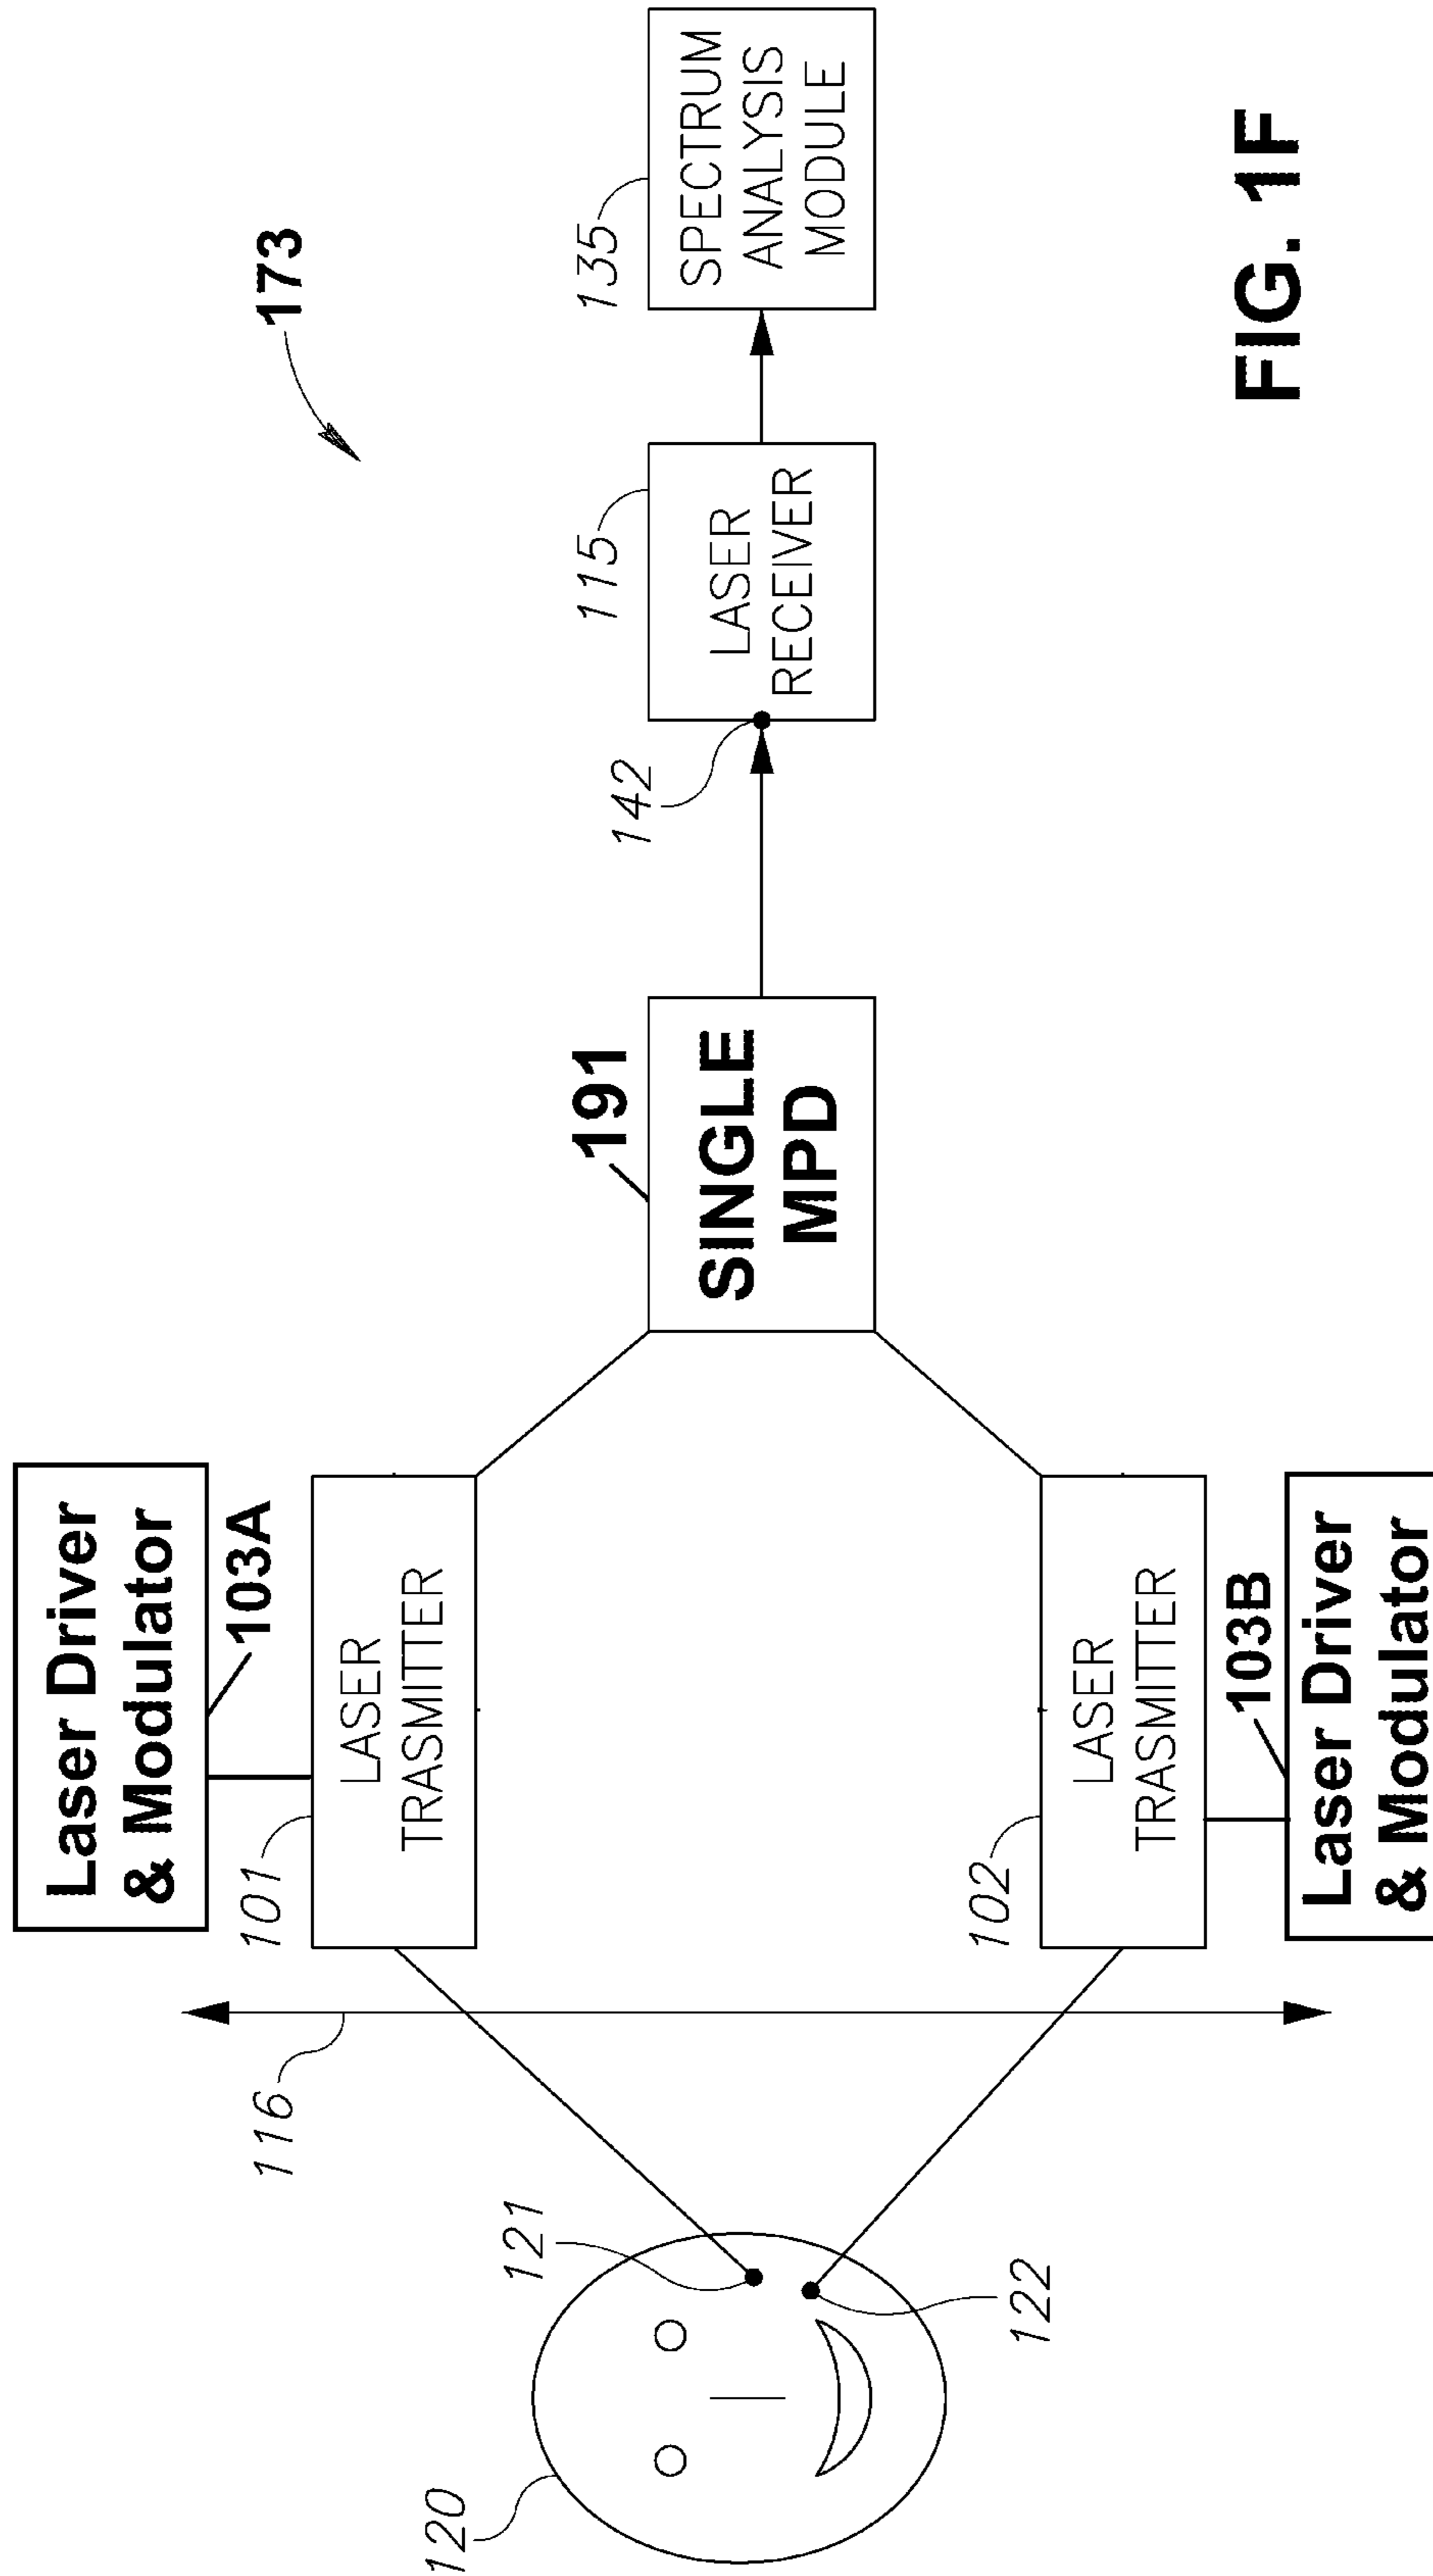 Laser Driver
& Modulator
103A
173
101
LASER
TRASMITTER
116
191
115
135
121
142
SINGLE
MPD
LASER
RECEIVER
SPECTRUM
ANALYSIS
MODULE
120
122
102
LASER
TRASMITTER
103B
Laser Driver
& Modulator
FIG. 1F